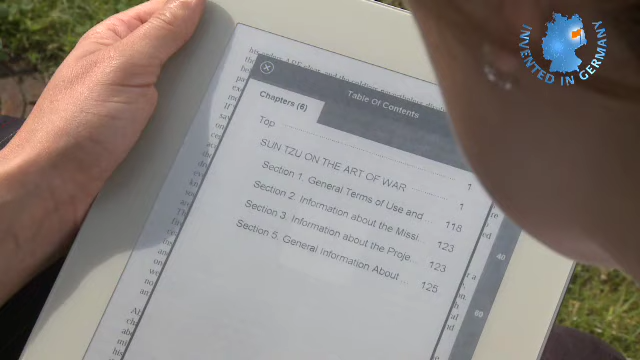 INVENTED IN GERMANY
Table Of Contents
Chapters (6)
Top 1
SUN TZU ON THE ART OF WAR 1
Section 1. General Terms of Use and ... 118
Section 2. Information about the Missi... 123
Section 3. Information about the Proje... 123
Section 5. General Information About ... 125
40
60